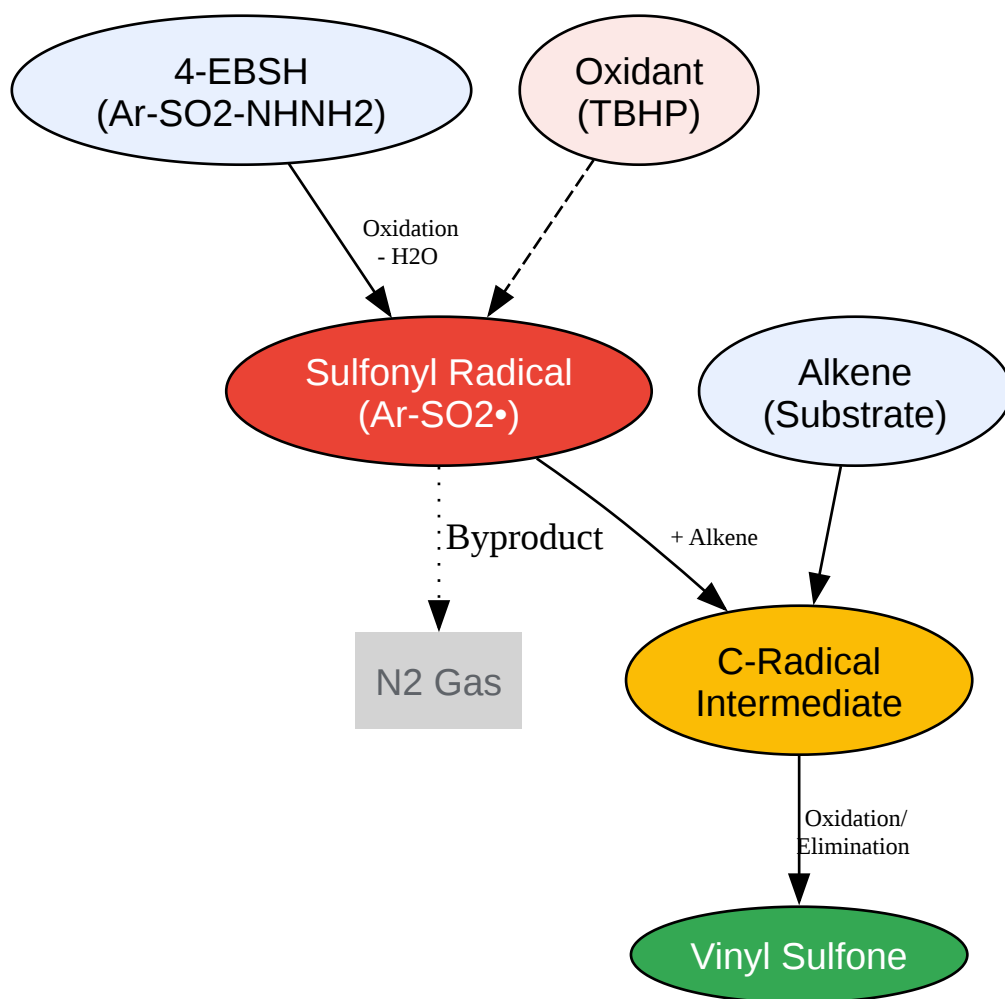 4-EBSH
(Ar-SO2-NHNH2)
Oxidant
(TBHP)
Oxidation
- H2O
Sulfonyl Radical
(Ar-SO2•)
Alkene
(Substrate)
Byproduct
+ Alkene
N2 Gas
C-Radical
Intermediate
Oxidation/
Elimination
Vinyl Sulfone